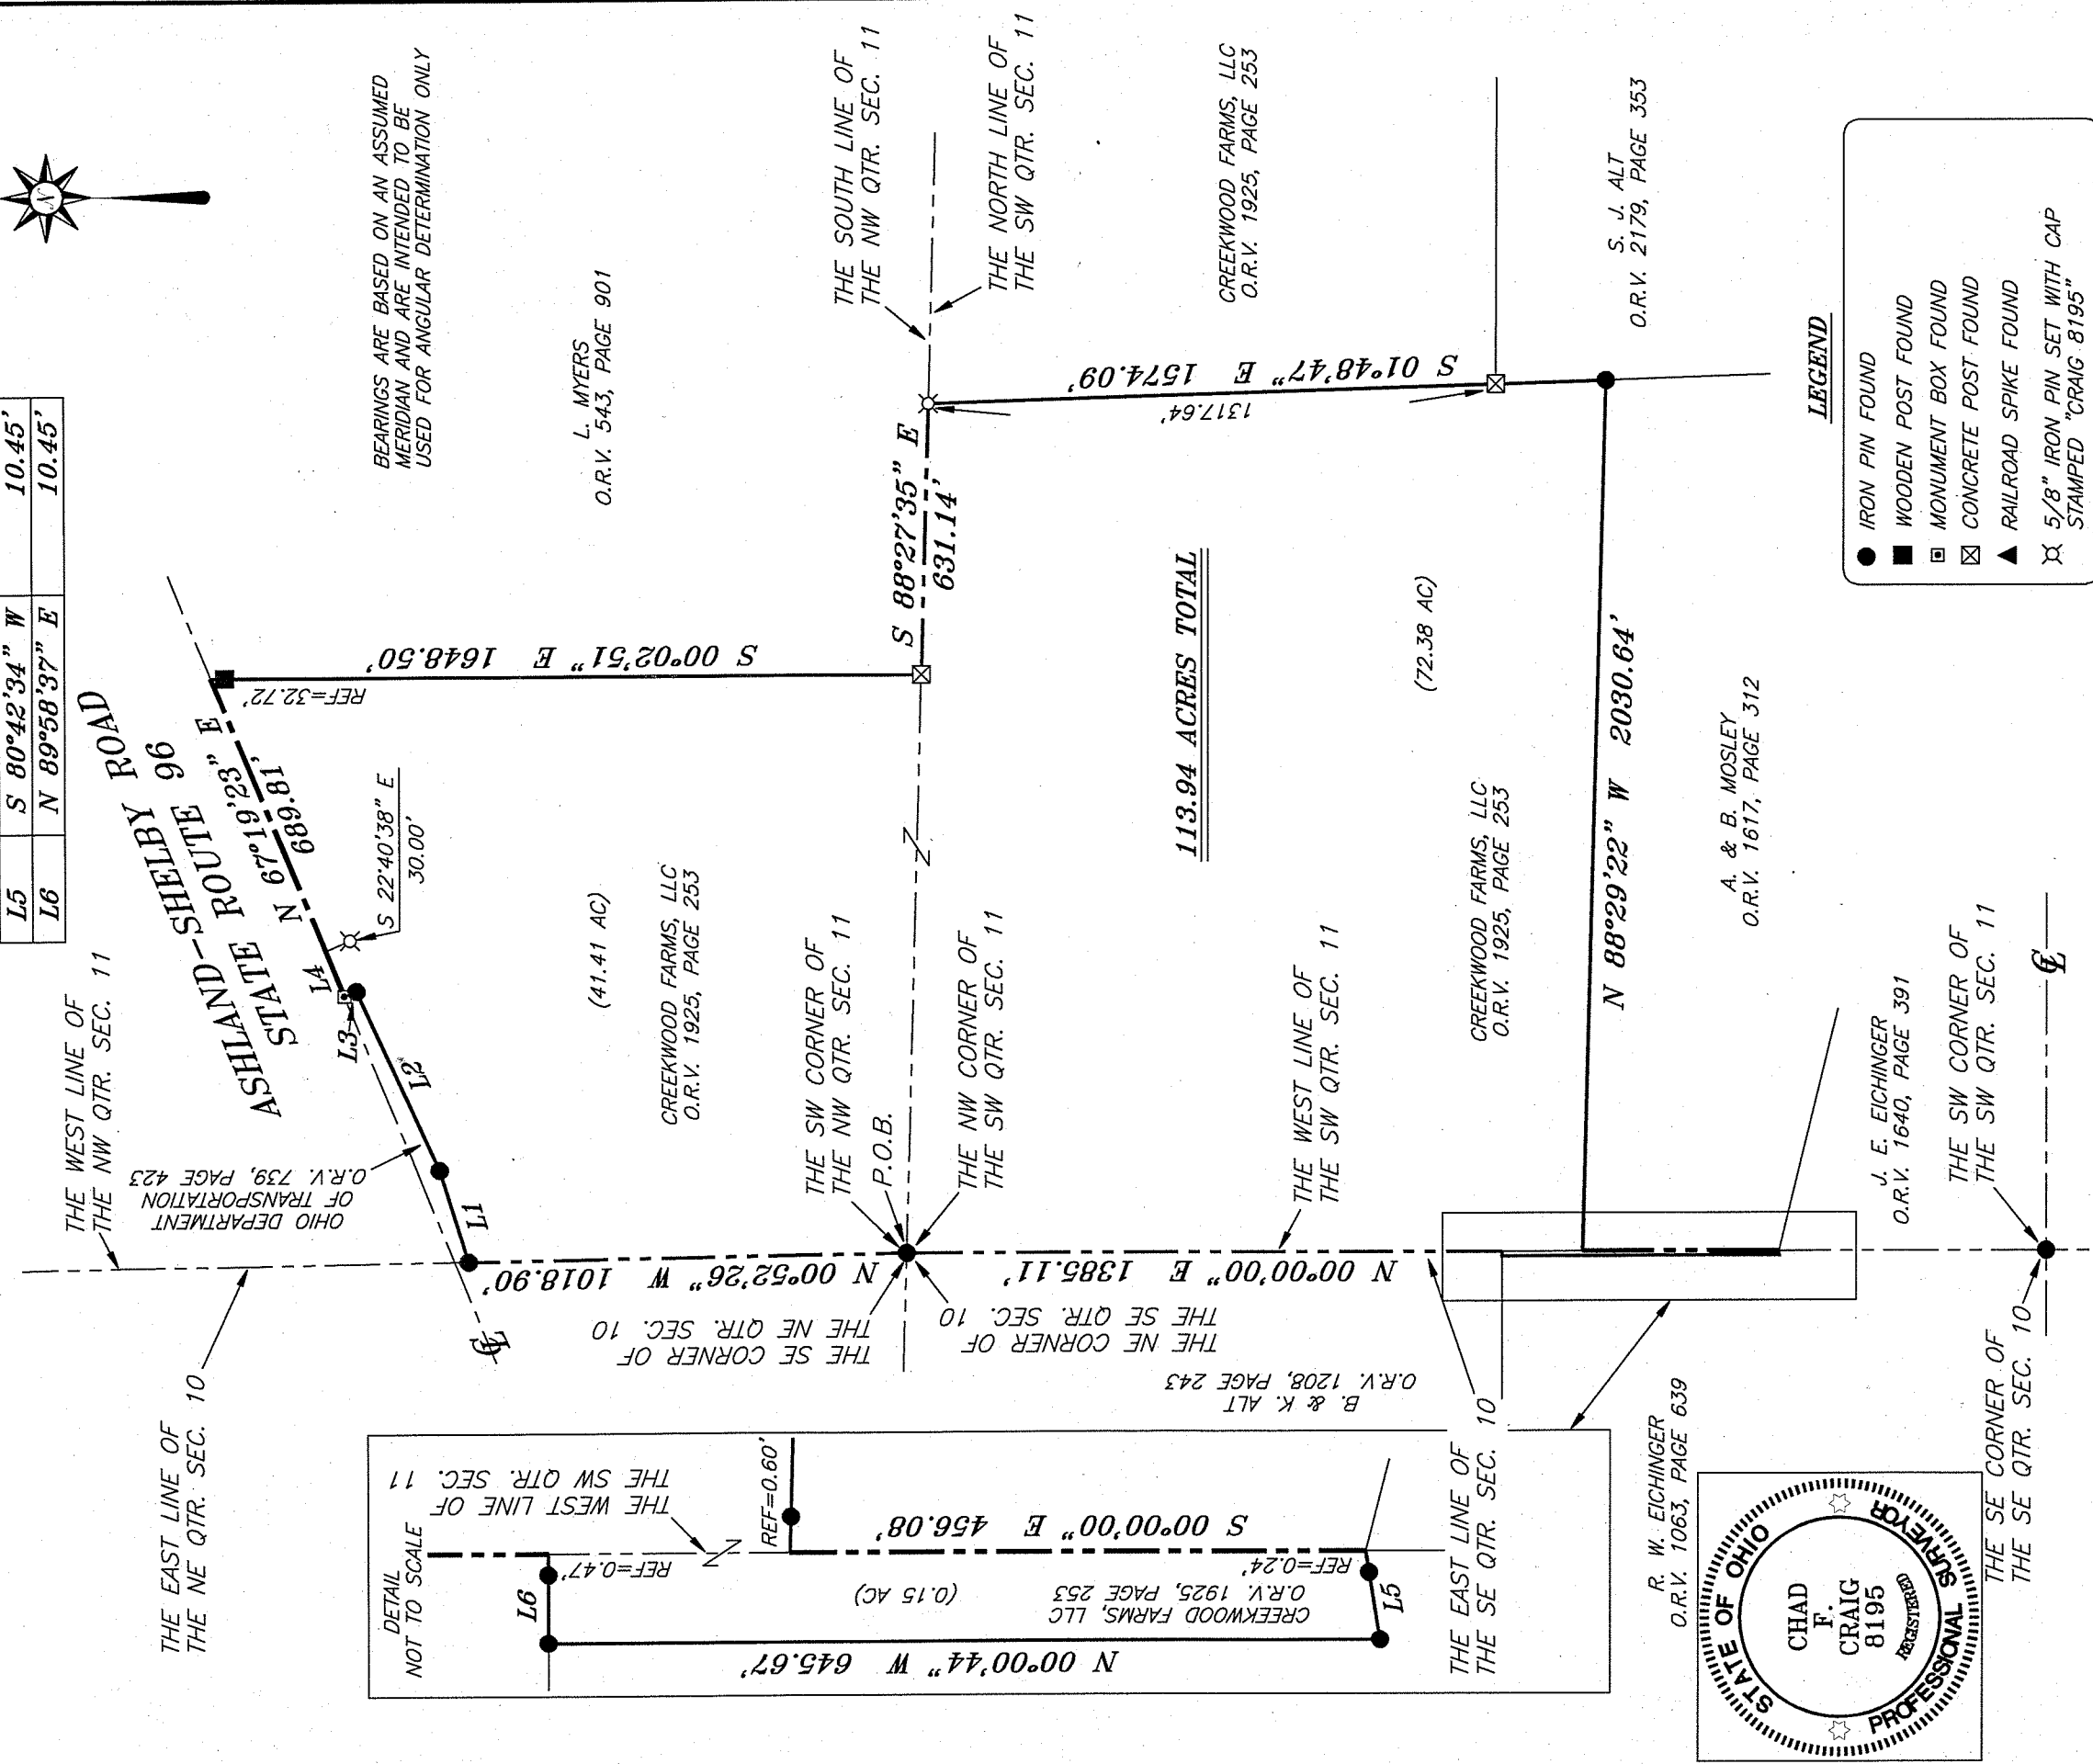 L5 S 80°42'34" W 10.45'
L6 N 89°58'37" E 10.45'
N
BEARINGS ARE BASED ON AN ASSUMED
MERIDIAN AND ARE INTENDED TO BE
USED FOR ANGULAR DETERMINATION ONLY
THE WEST LINE OF
THE NW QTR. SEC. 11
ASHLAND-SHELBY ROAD
STATE ROUTE 96
N 67°19'23" E
689.81'
L4
L3
L2
L1
S 22°40'38" E
30.00'
REF=32.72'
S 00°02'51" E 1648.50'
L. MYERS
O.R.V. 543, PAGE 901
OHIO DEPARTMENT
OF TRANSPORTATION
O.R.V. 739, PAGE 423
THE EAST LINE OF
THE NE QTR. SEC. 10
CL
(41.41 AC)
CREEKWOOD FARMS, LLC
O.R.V. 1925, PAGE 253
N 00°52'26" W 1018.90'
THE SE CORNER OF
THE NE QTR. SEC. 10
THE SW CORNER OF
THE NW QTR. SEC. 11
P.O.B.
THE NW CORNER OF
THE SW QTR. SEC. 11
THE NE CORNER OF
THE SE QTR. SEC. 10
S 88°27'35" E
631.14'
THE SOUTH LINE OF
THE NW QTR. SEC. 11
THE NORTH LINE OF
THE SW QTR. SEC. 11
S 01°48'47" E 1574.09'
1317.64'
CREEKWOOD FARMS, LLC
O.R.V. 1925, PAGE 253
113.94 ACRES TOTAL
(72.38 AC)
N 00°00'00" E 1385.11'
THE WEST LINE OF
THE SW QTR. SEC. 11
B. & K. ALT
O.R.V. 1208, PAGE 243
CREEKWOOD FARMS, LLC
O.R.V. 1925, PAGE 253
N 88°29'22" W 2030.64'
S. J. ALT
O.R.V. 2179, PAGE 353
A. & B. MOSLEY
O.R.V. 1617, PAGE 312
J. E. EICHINGER
O.R.V. 1640, PAGE 391
THE SW CORNER OF
THE SW QTR. SEC. 11
CL
THE EAST LINE OF
THE SE QTR. SEC. 10
R. W. EICHINGER
O.R.V. 1063, PAGE 639
THE SE CORNER OF
THE SE QTR. SEC. 10
DETAIL
NOT TO SCALE
L6
THE WEST LINE OF
THE SW QTR. SEC. 11
REF=0.47'
REF=0.60'
S 00°00'00" E 456.08'
REF=0.24'
CREEKWOOD FARMS, LLC
O.R.V. 1925, PAGE 253
(0.15 AC)
L5
N 00°00'44" W 645.67'
LEGEND
IRON PIN FOUND
WOODEN POST FOUND
MONUMENT BOX FOUND
CONCRETE POST FOUND
RAILROAD SPIKE FOUND
5/8" IRON PIN SET WITH CAP
STAMPED "CRAIG 8195"
STATE OF OHIO
CHAD
F.
CRAIG
8195
REGISTERED
PROFESSIONAL SURVEYOR